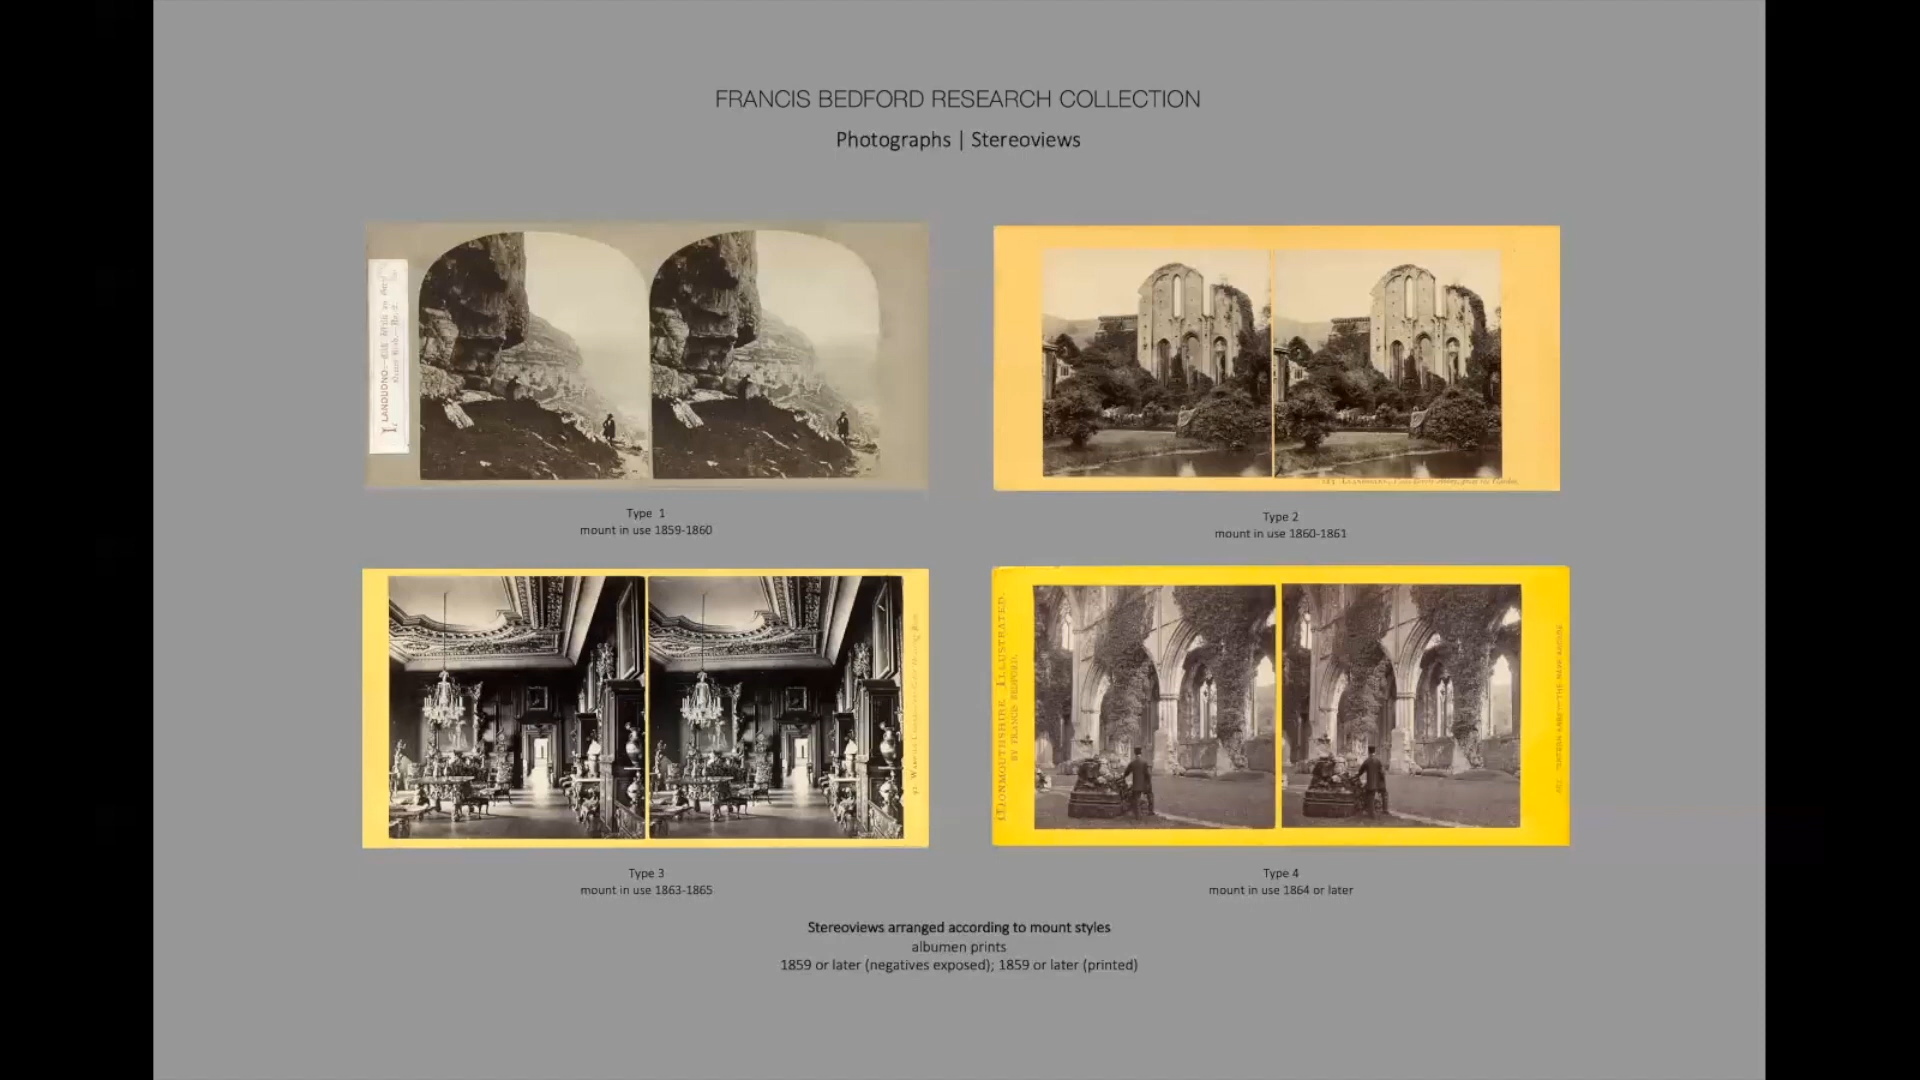 FRANCIS BEDFORD RESEARCH COLLECTION
Photographs | Stereoviews
LANDUDNO.
Type 1
mount in use 1859-1860
Type 2
mount in use 1860-1861
MONMOUTHSHIRE ILLUSTRATED.
BY FRANCIS BEDFORD.
Type 3
mount in use 1863-1865
Type 4
mount in use 1864 or later
Stereoviews arranged according to mount styles
albumen prints
1859 or later (negatives exposed); 1859 or later (printed)